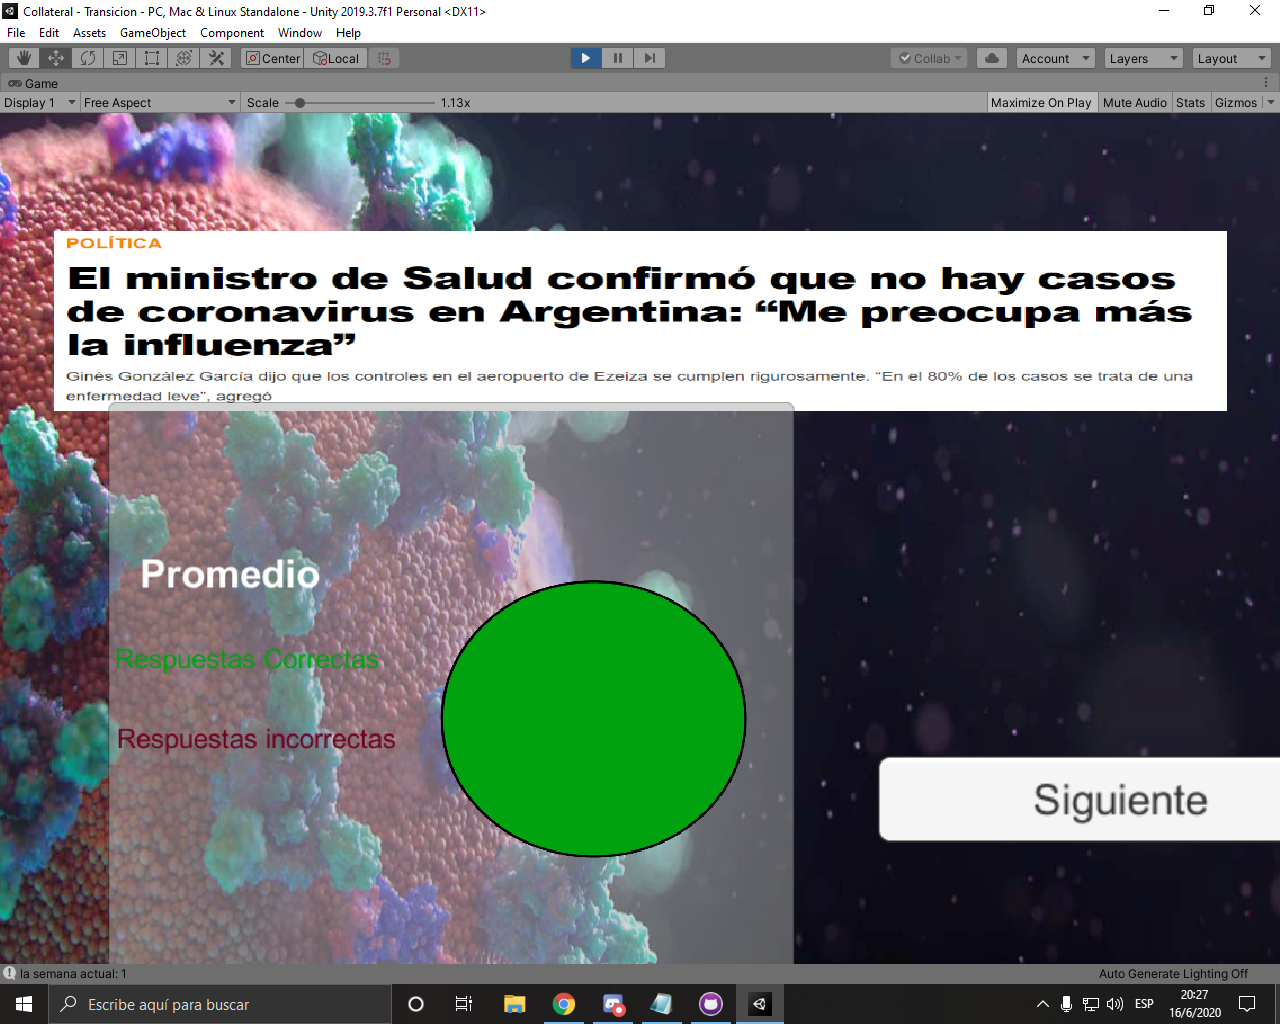 Collateral - Transicion - PC, Mac & Linux Standalone - Unity 2019.3.7f1 Personal <DX11>
File Edit Assets GameObject Component Window Help
Center Local Collab Account Layers Layout
Game
Display 1 Free Aspect Scale 1.13x Maximize On Play Mute Audio Stats Gizmos
POLÍTICA
El ministro de Salud confirmó que no hay casos
de coronavirus en Argentina: “Me preocupa más
la influenza”
Ginés González García dijo que los controles en el aeropuerto de Ezeiza se cumplen rigurosamente. “En el 80% de los casos se trata de una
enfermedad leve”, agregó
Promedio
Respuestas Correctas
Respuestas incorrectas
Siguiente
la semana actual: 1 Auto Generate Lighting Off
Escribe aquí para buscar ESP 20:27
16/6/2020